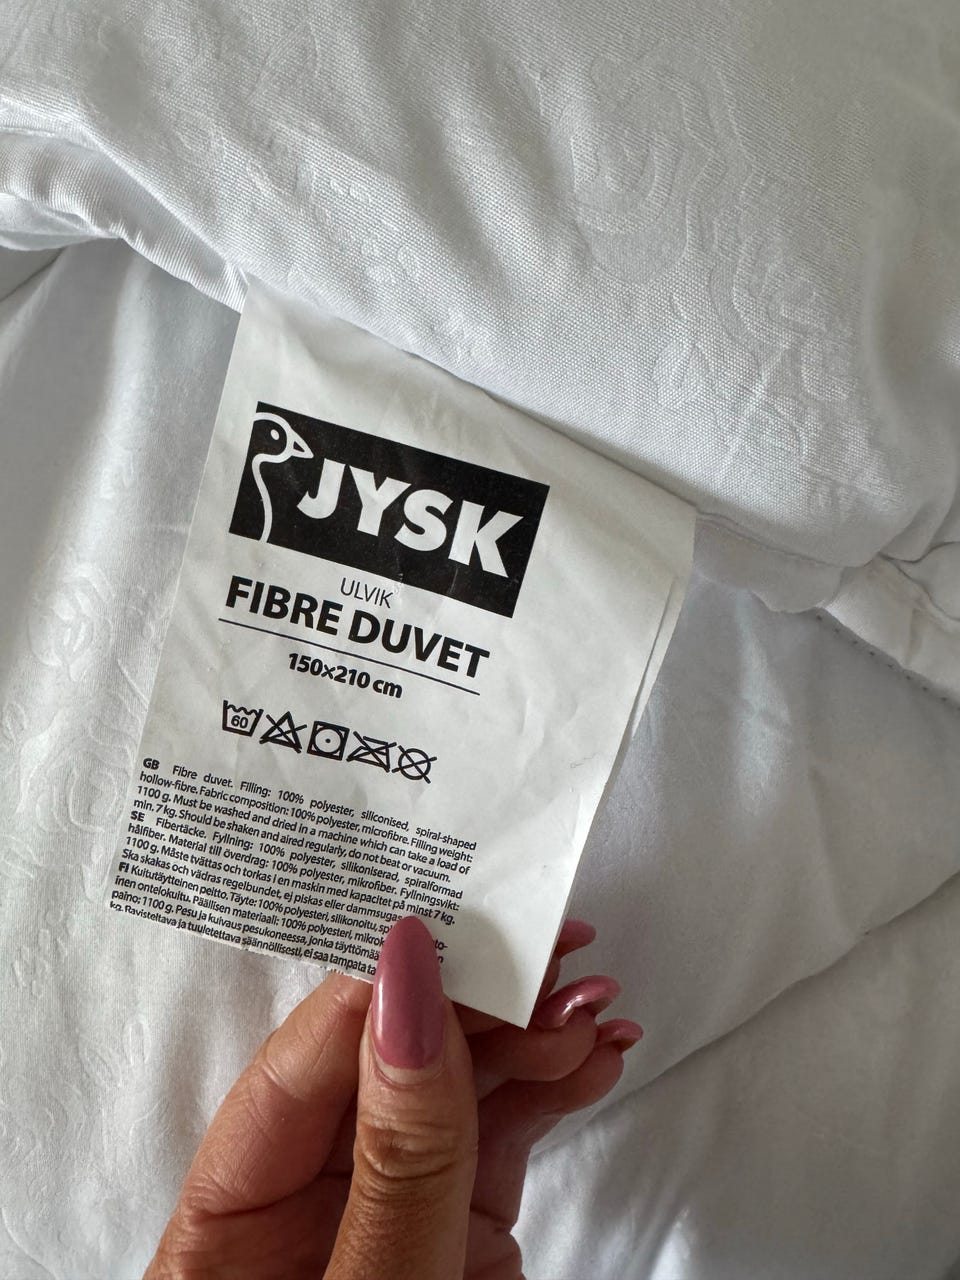 JYSK
ULVIK
FIBRE DUVET
150x210 cm
60
GB Fibre duvet. Filling: 100% polyester, siliconised, spiral-shaped
hollow-fibre. Fabric composition: 100% polyester, microfibre. Filling weight:
1100 g. Must be washed and dried in a machine which can take a load of
min. 7 kg. Should be shaken and aired regularly, do not beat or vacuum.
SE Fibertäcke. Fyllning: 100% polyester, silikoniserad, spiralformad
hålfiber. Material till överdrag: 100% polyester, mikrofiber. Fyllningsvikt:
1100 g. Måste tvättas och torkas i en maskin med kapacitet på minst 7 kg.
Ska skakas och vädras regelbundet, ej piskas eller dammsugas.
FI Kuitutäytteinen peitto. Täyte: 100% polyesteri, silikonoitu,
inen ontelokuitu. Päällisen materiaali: 100% polyesteri,
paino: 1100 g. Pesu ja kuivaus pesukoneessa, jonka
kg. Ravisteltava ja tuuletettava säännöllisesti, ei saa tampata